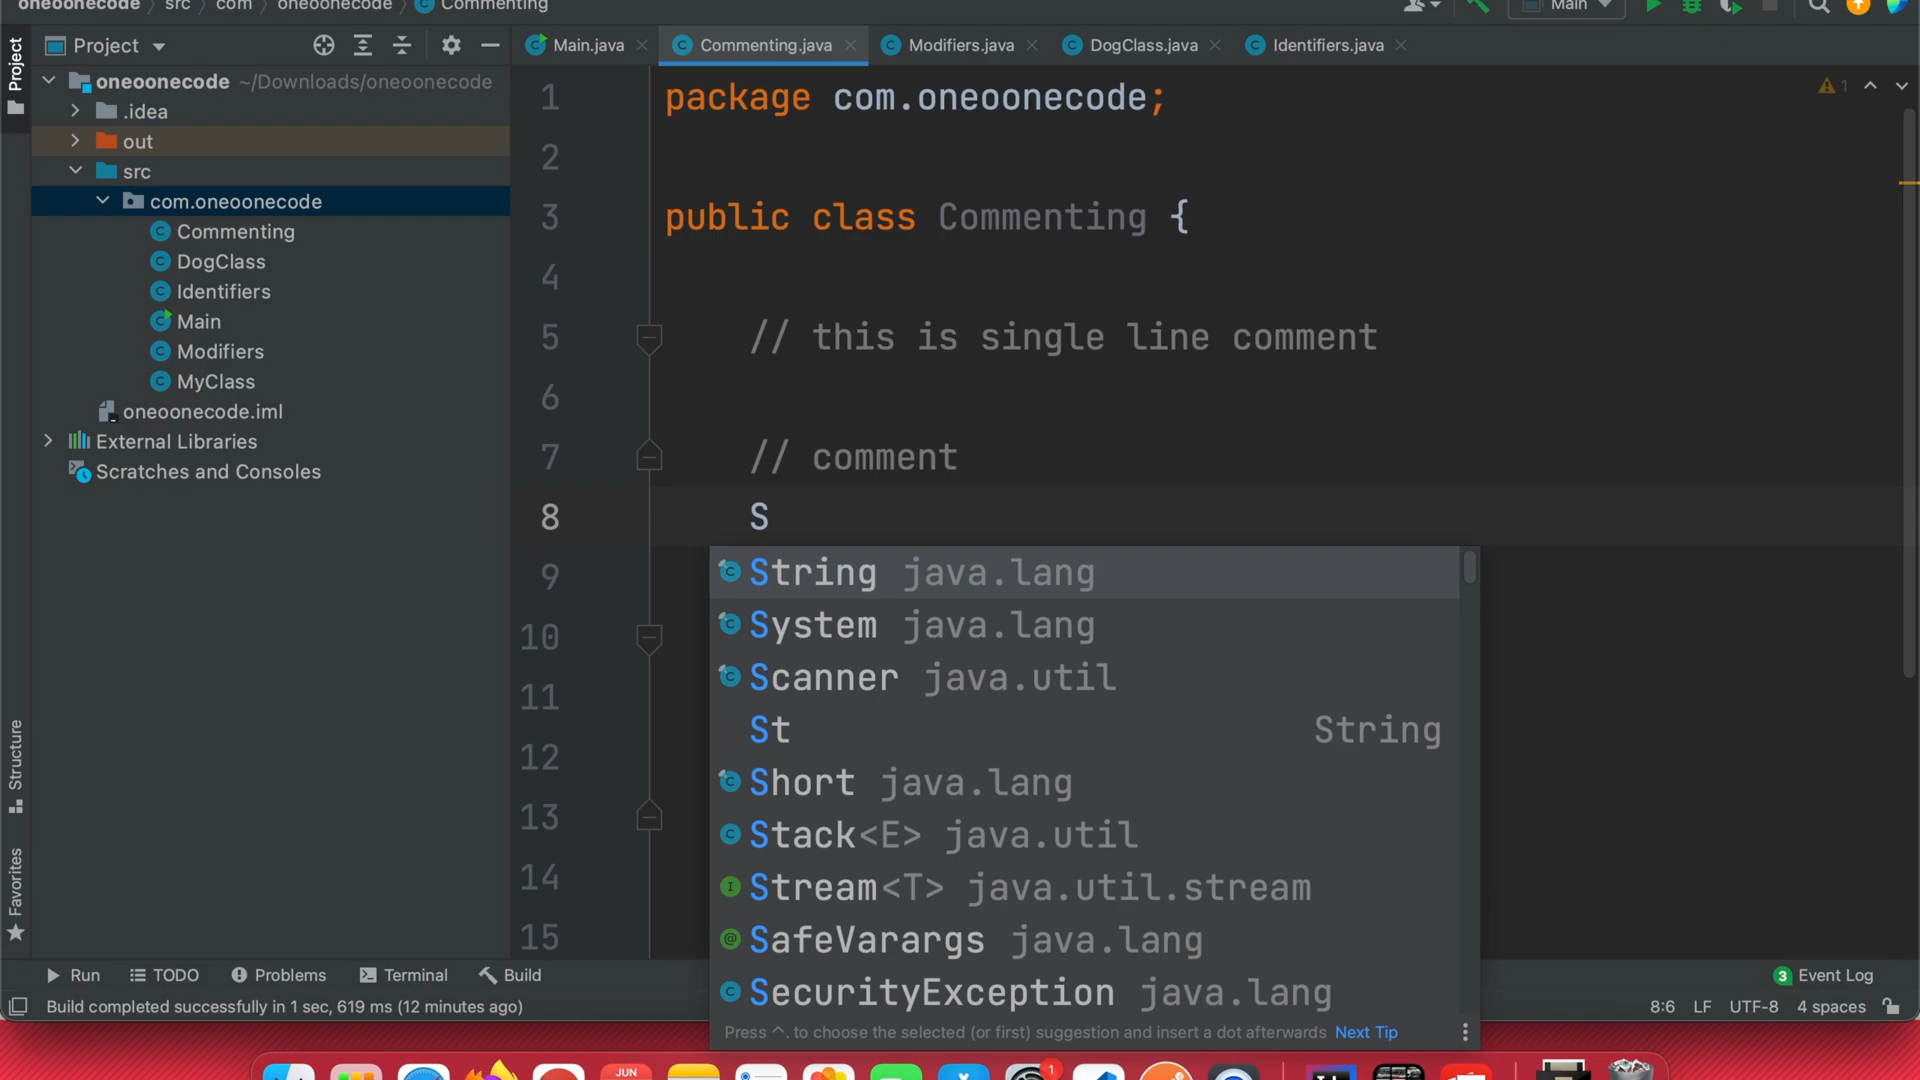 oneoonecode > src > com > oneoonecode > Commenting
Main
Project
Project
Main.java
Commenting.java
Modifiers.java
DogClass.java
Identifiers.java
oneoonecode ~/Downloads/oneoonecode
.idea
out
src
com.oneoonecode
Commenting
DogClass
Identifiers
Main
Modifiers
MyClass
oneoonecode.iml
External Libraries
Scratches and Consoles
Structure
Favorites
1
1 package com.oneoonecode;
2
3 public class Commenting {
4
5 // this is single line comment
6
7 // comment
8 S
9
10
11
12
13
14
15
String java.lang
System java.lang
Scanner java.util
St String
Short java.lang
Stack<E> java.util
Stream<T> java.util.stream
SafeVarargs java.lang
SecurityException java.lang
Press ^. to choose the selected (or first) suggestion and insert a dot afterwards Next Tip
Run
TODO
Problems
Terminal
Build
3 Event Log
Build completed successfully in 1 sec, 619 ms (12 minutes ago)
8:6 LF UTF-8 4 spaces
JUN
1